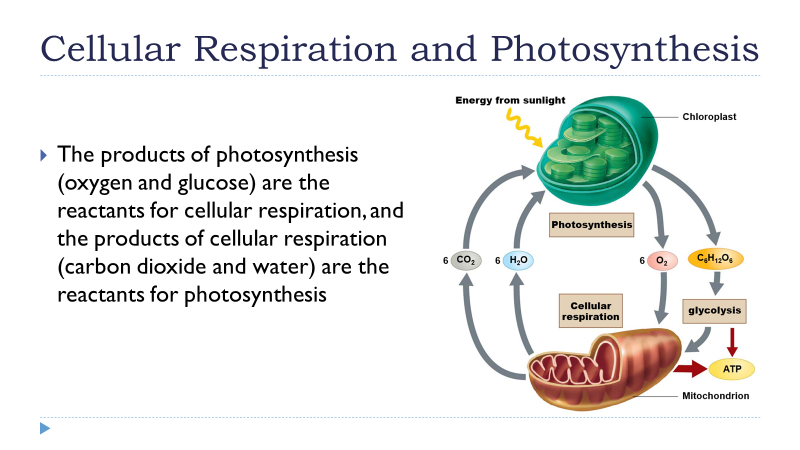 Cellular Respiration and Photosynthesis
The products of photosynthesis
(oxygen and glucose) are the
reactants for cellular respiration, and
the products of cellular respiration
(carbon dioxide and water) are the
reactants for photosynthesis
Energy from sunlight
Chloroplast
Photosynthesis
6 CO₂
6 H₂O
6 O₂
C₆H₁₂O₆
Cellular
respiration
glycolysis
ATP
Mitochondrion